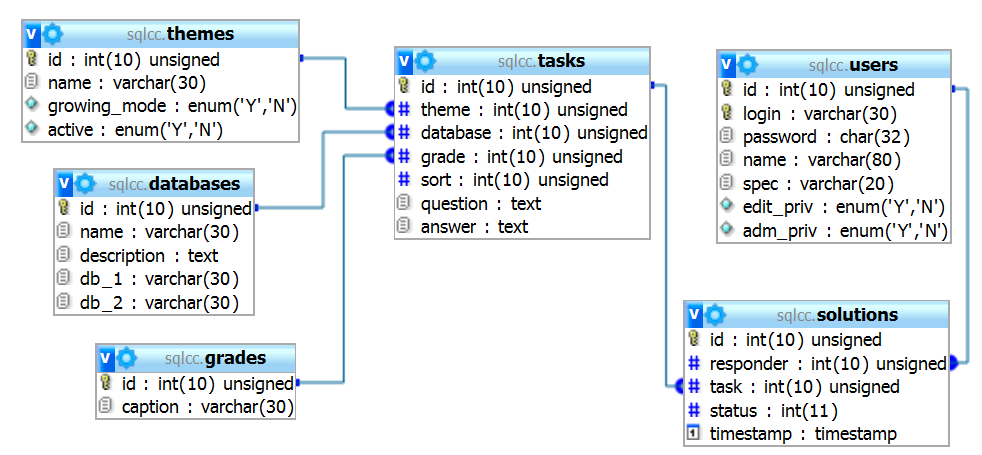 sqlcc.themes
id : int(10) unsigned
name : varchar(30)
growing_mode : enum('Y','N')
active : enum('Y','N')
sqlcc.databases
id : int(10) unsigned
name : varchar(30)
description : text
db_1 : varchar(30)
db_2 : varchar(30)
sqlcc.grades
id : int(10) unsigned
caption : varchar(30)
sqlcc.tasks
id : int(10) unsigned
theme : int(10) unsigned
database : int(10) unsigned
grade : int(10) unsigned
sort : int(10) unsigned
question : text
answer : text
sqlcc.users
id : int(10) unsigned
login : varchar(30)
password : char(32)
name : varchar(80)
spec : varchar(20)
edit_priv : enum('Y','N')
adm_priv : enum('Y','N')
sqlcc.solutions
id : int(10) unsigned
responder : int(10) unsigned
task : int(10) unsigned
status : int(11)
timestamp : timestamp